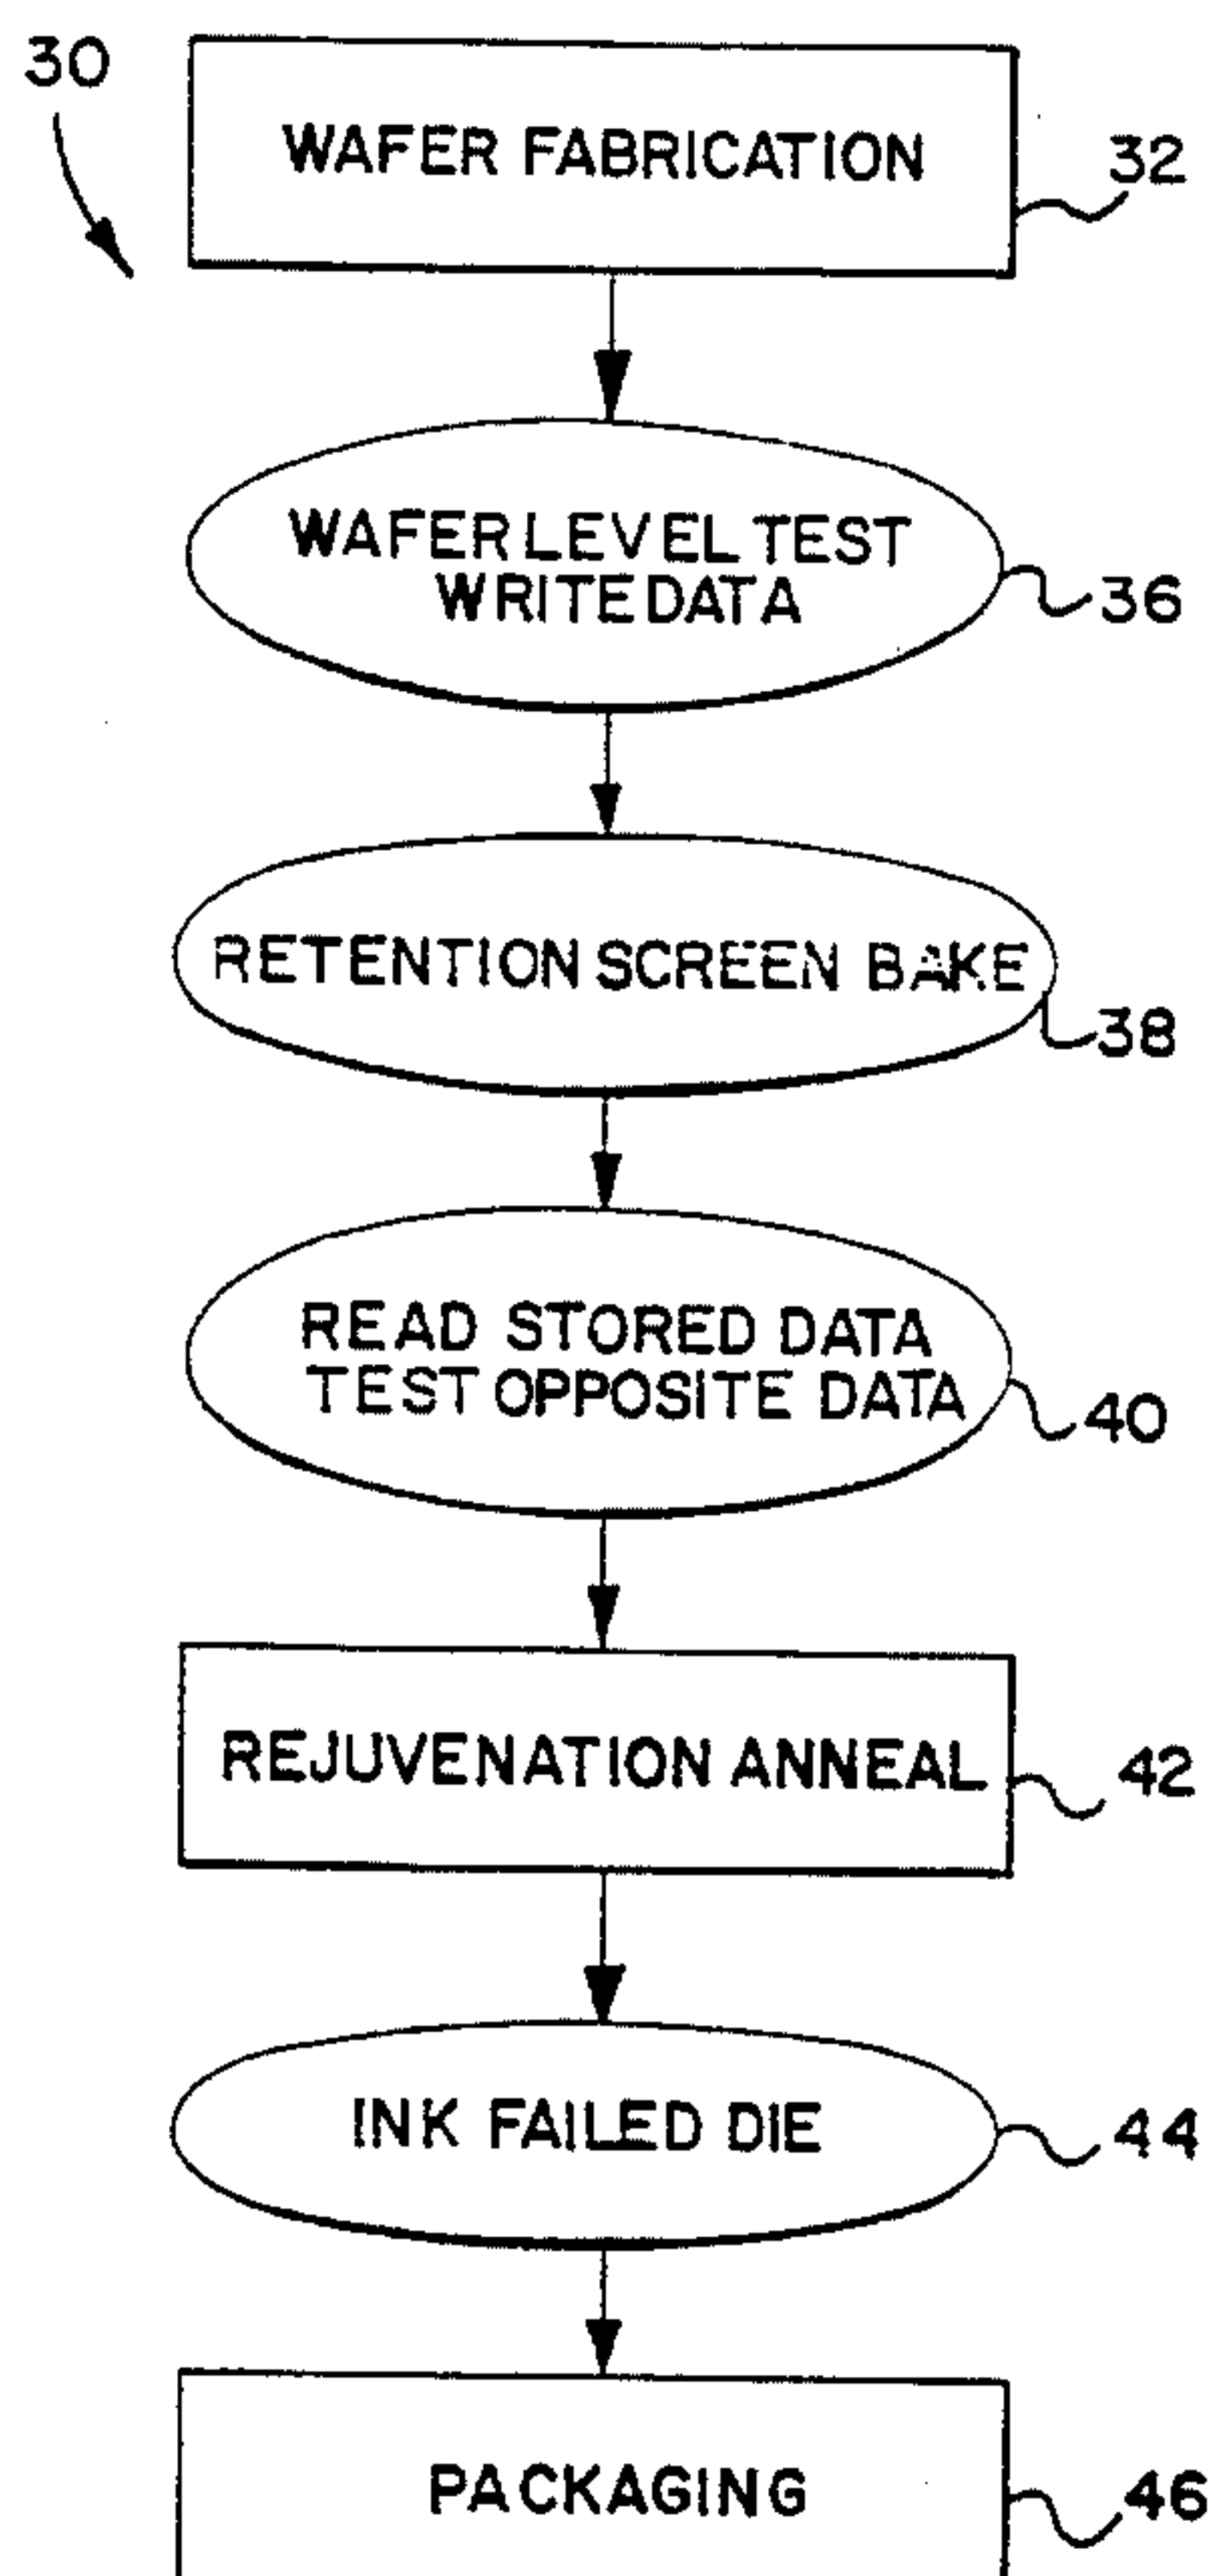 30
WAFER FABRICATION
32
WAFER LEVEL TEST
WRITE DATA
36
RETENTION SCREEN BAKE
38
READ STORED DATA
TEST OPPOSITE DATA
40
REJUVENATION ANNEAL
42
INK FAILED DIE
44
PACKAGING
46